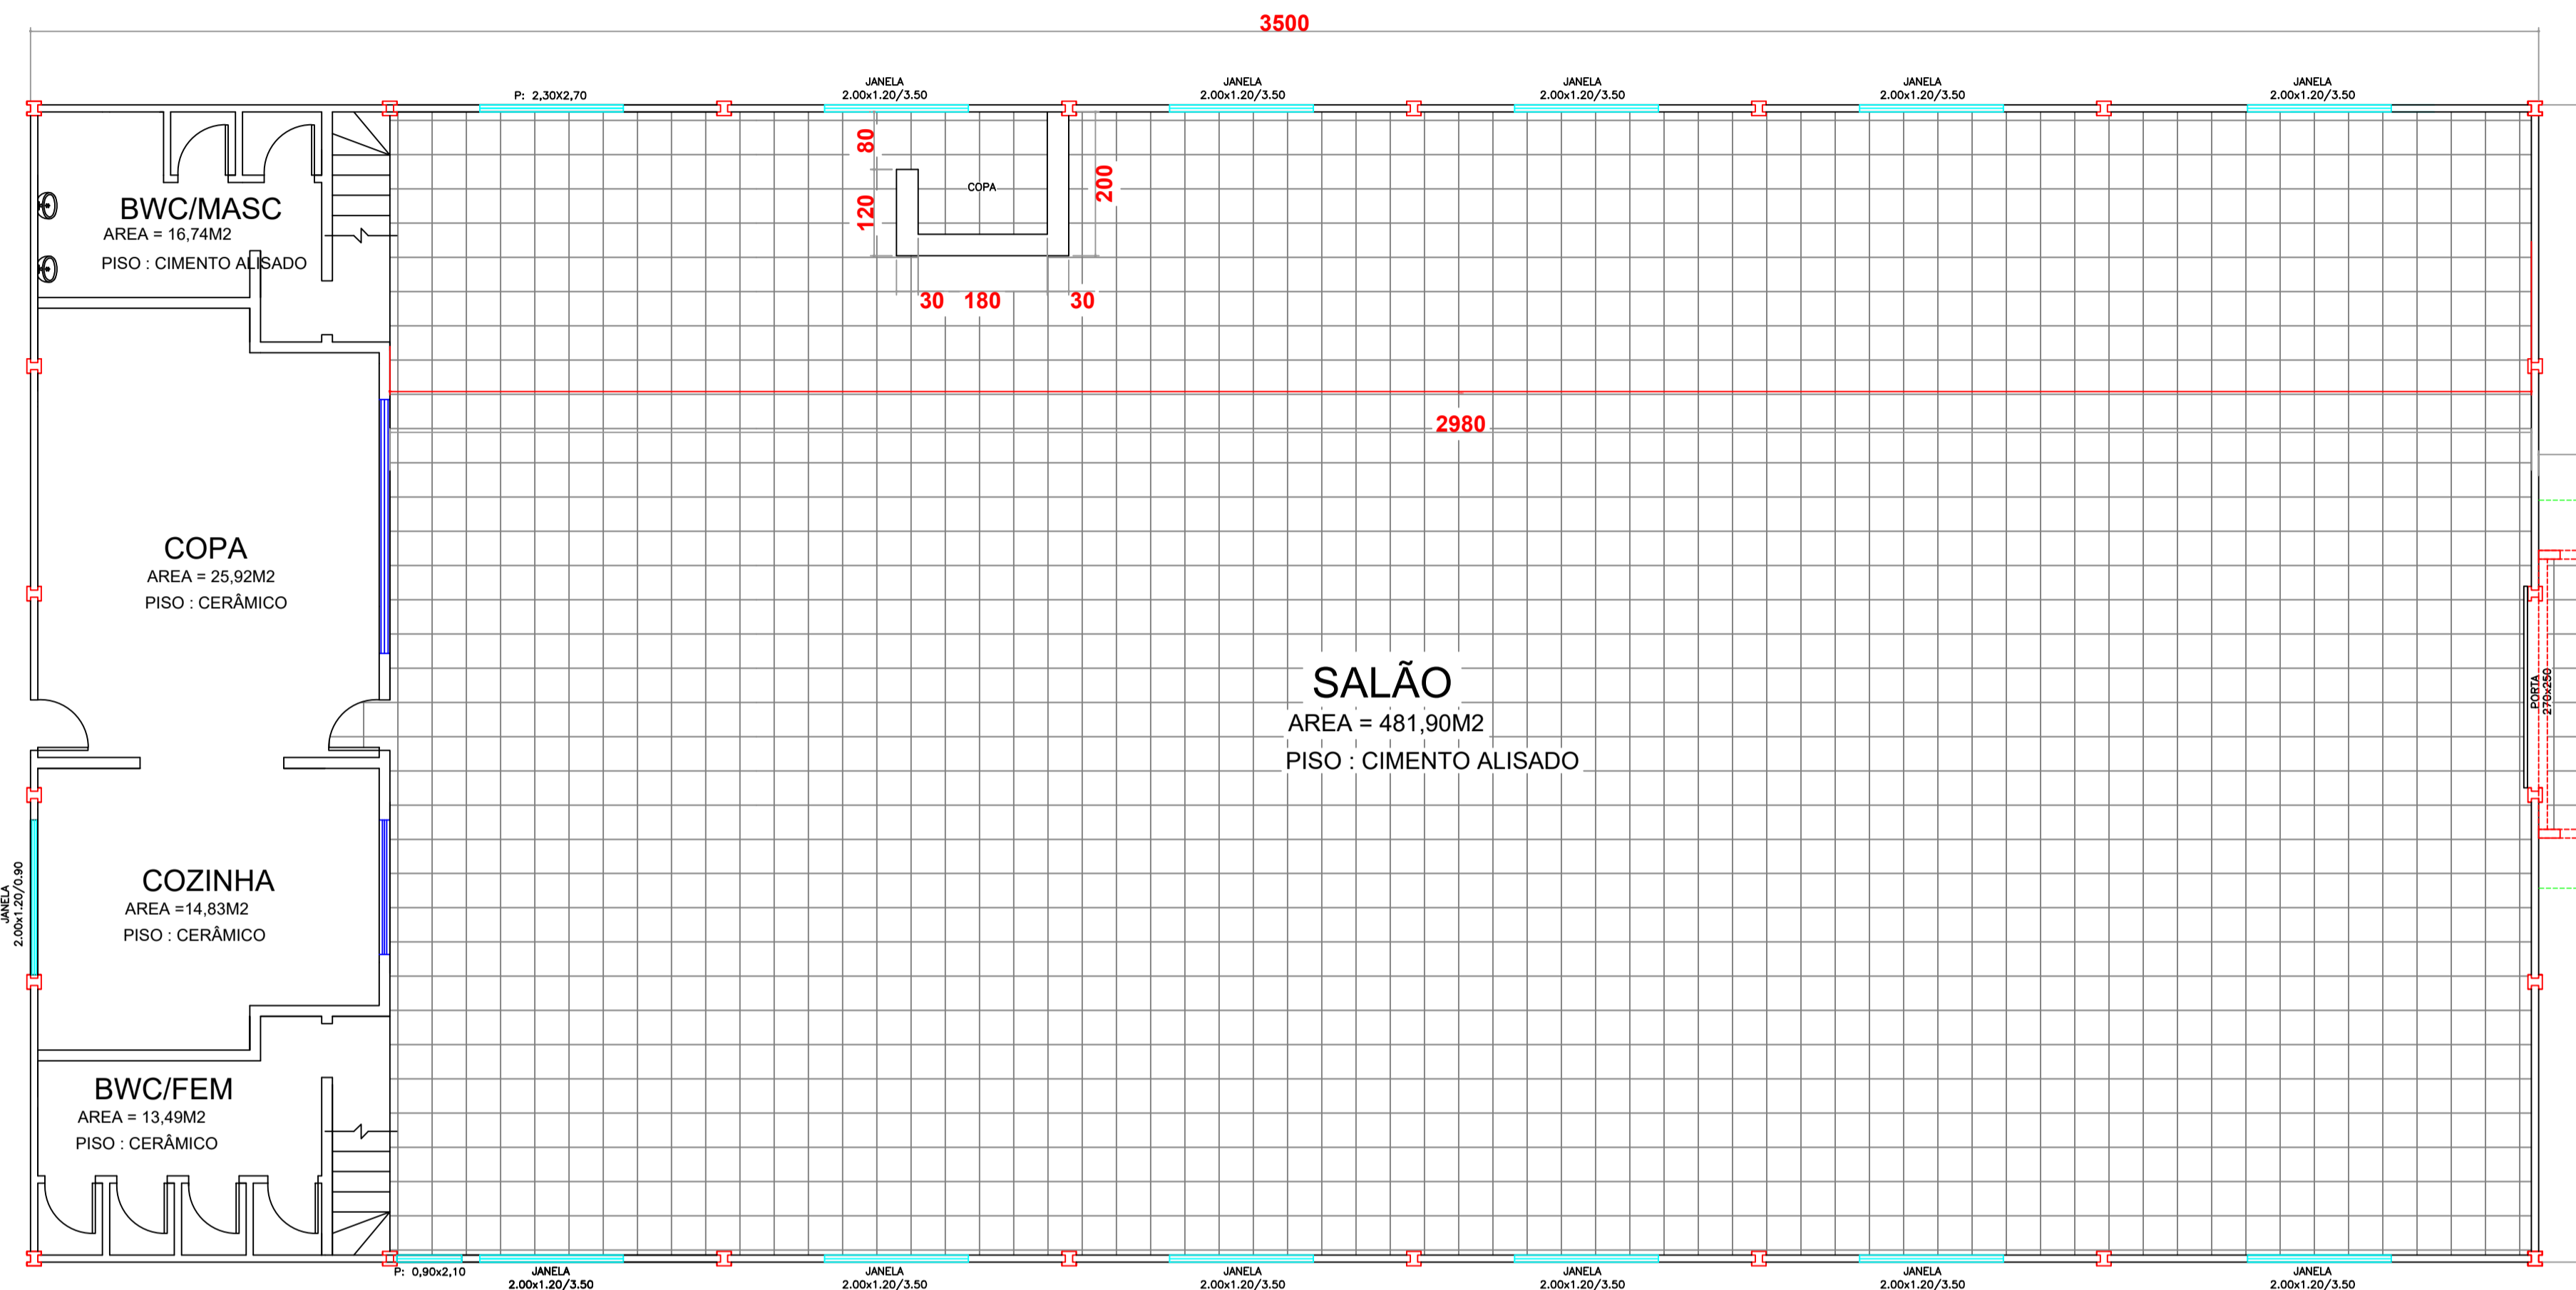 3500
P: 2,30X2,70
JANELA
2.00x1.20/3.50
JANELA
2.00x1.20/3.50
JANELA
2.00x1.20/3.50
JANELA
2.00x1.20/3.50
JANELA
2.00x1.20/3.50
80
120
COPA
200
30
180
30
BWC/MASC
AREA = 16,74M2
PISO : CIMENTO ALISADO
2980
COPA
AREA = 25,92M2
PISO : CERÂMICO
SALÃO
AREA = 481,90M2
PISO : CIMENTO ALISADO
PORTA
270x250
JANELA
2.00x1.20/0.90
COZINHA
AREA =14,83M2
PISO : CERÂMICO
BWC/FEM
AREA = 13,49M2
PISO : CERÂMICO
P: 0,90x2,10
JANELA
2.00x1.20/3.50
JANELA
2.00x1.20/3.50
JANELA
2.00x1.20/3.50
JANELA
2.00x1.20/3.50
JANELA
2.00x1.20/3.50
JANELA
2.00x1.20/3.50